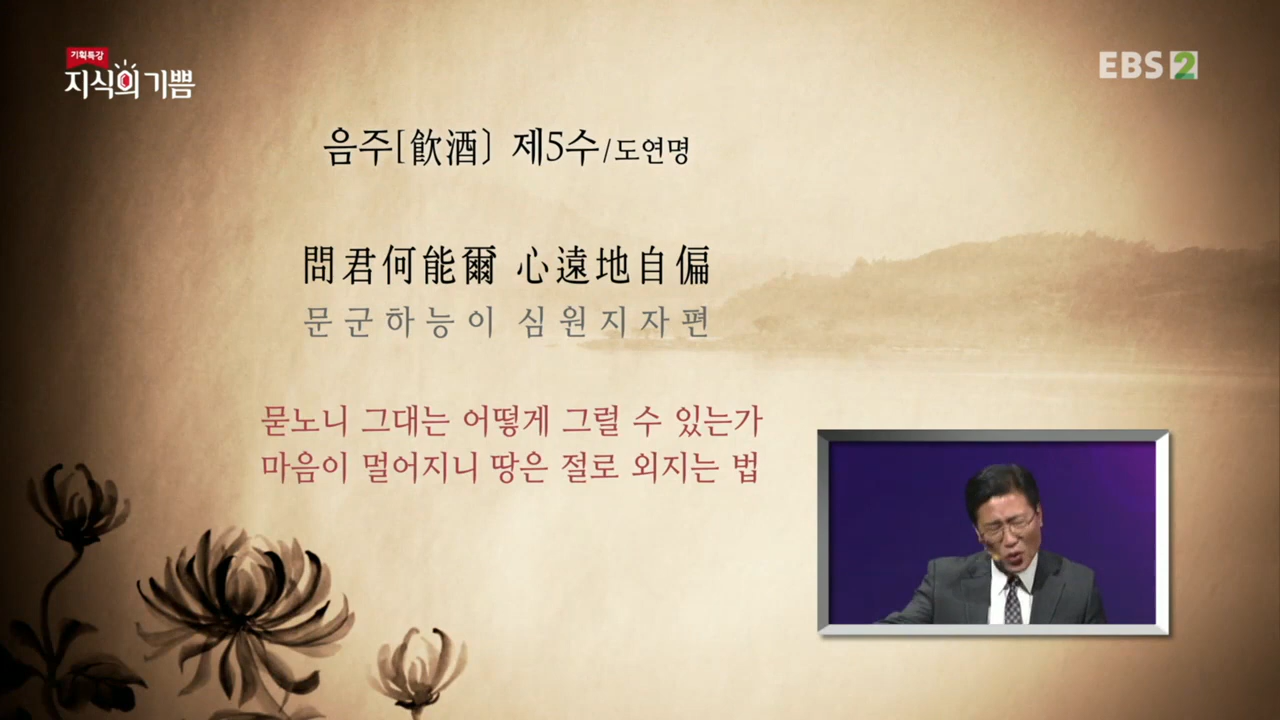 기획특강
지식의 기쁨
EBS 2
음주[飮酒] 제5수/도연명
問君何能爾 心遠地自偏
문군하능이 심원지자편
묻노니 그대는 어떻게 그럴 수 있는가
마음이 멀어지니 땅은 절로 외지는 법